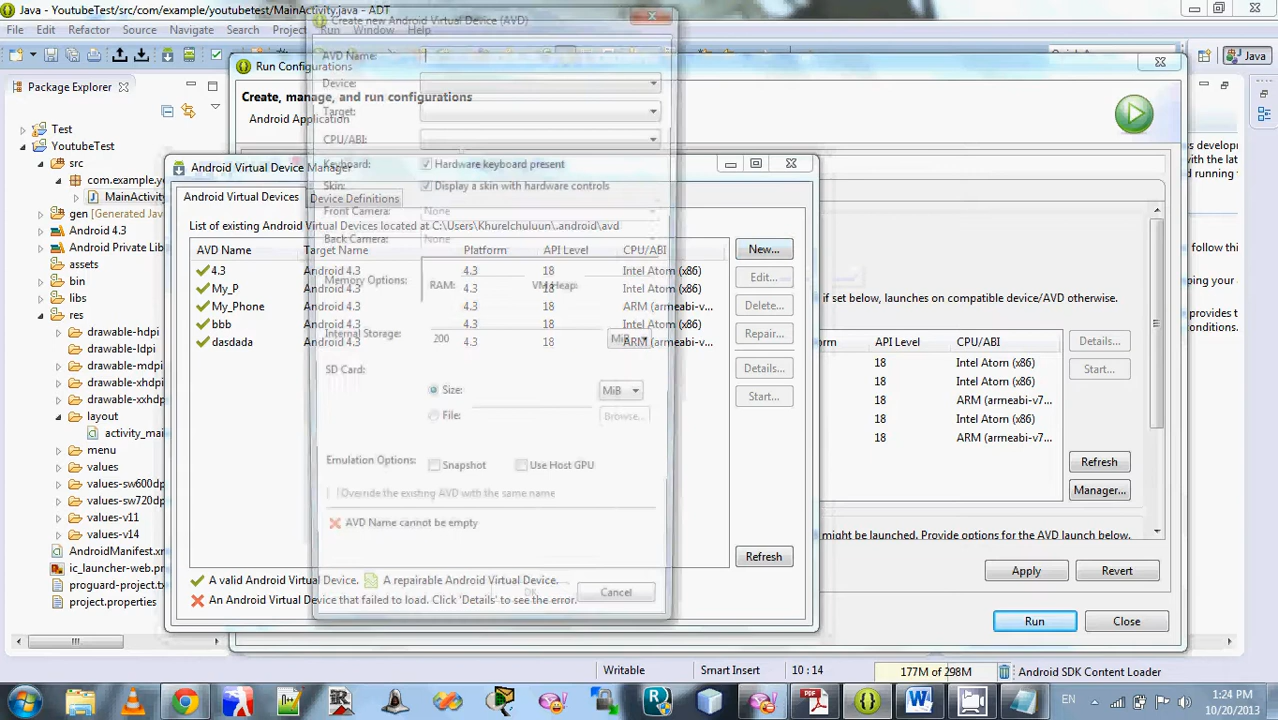 Java - YoutubeTest/src/com/example/youtubetest/MainActivity.java - ADT
File Edit Refactor Source Navigate Search Project Run Window Help
Java
Package Explorer
Test
YoutubeTest
src
com.example.yo
MainActivity
gen [Generated Java
Android 4.3
Android Private Lib
assets
bin
libs
res
drawable-hdpi
drawable-ldpi
drawable-mdpi
drawable-xhdpi
drawable-xxhdpi
layout
activity_mai
menu
values
values-sw600dp
values-sw720dp
values-v11
values-v14
AndroidManifest.xm
ic_launcher-web.pn
proguard-project.txt
project.properties
Run Configurations
Create, manage, and run configurations
Android Application
if set below, launches on compatible device/AVD otherwise.
API Level CPU/ABI
18 Intel Atom (x86)
18 Intel Atom (x86)
18 ARM (armeabi-v7...
18 Intel Atom (x86)
18 ARM (armeabi-v7...
Details...
Start...
Refresh
Manager...
might be launched. Provide options for the AVD launch below.
Apply Revert
Run Close
Android Virtual Device Manager
Android Virtual Devices Device Definitions
List of existing Android Virtual Devices located at C:\Users\Khurelchuluun\.android\avd
AVD Name Target Name Platform API Level CPU/ABI
4.3 Android 4.3 4.3 18 Intel Atom (x86)
My_P Android 4.3 4.3 18 Intel Atom (x86)
My_Phone Android 4.3 4.3 18 ARM (armeabi-v...
bbb Android 4.3 4.3 18 Intel Atom (x86)
dasdada Android 4.3 4.3 18 ARM (armeabi-v...
New...
Edit...
Delete...
Repair...
Details...
Start...
Refresh
A valid Android Virtual Device. A repairable Android Virtual Device.
An Android Virtual Device that failed to load. Click 'Details' to see the error.
Create new Android Virtual Device (AVD)
AVD Name:
Device:
Target:
CPU/ABI:
Keyboard: Hardware keyboard present
Skin: Display a skin with hardware controls
Front Camera: None
Back Camera: None
Memory Options: RAM: VM Heap:
Internal Storage: 200 MiB
SD Card:
Size: MiB
File: Browse...
Emulation Options: Snapshot Use Host GPU
Override the existing AVD with the same name
AVD Name cannot be empty
OK Cancel
Writable Smart Insert 10 : 14 177M of 298M Android SDK Content Loader
EN
1:24 PM
10/20/2013